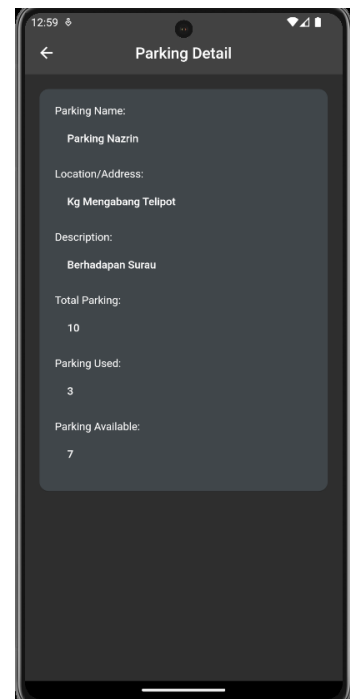 12:59
Parking Detail
Parking Name:
Parking Nazrin
Location/Address:
Kg Mengabang Telipot
Description:
Berhadapan Surau
Total Parking:
10
Parking Used:
3
Parking Available:
7